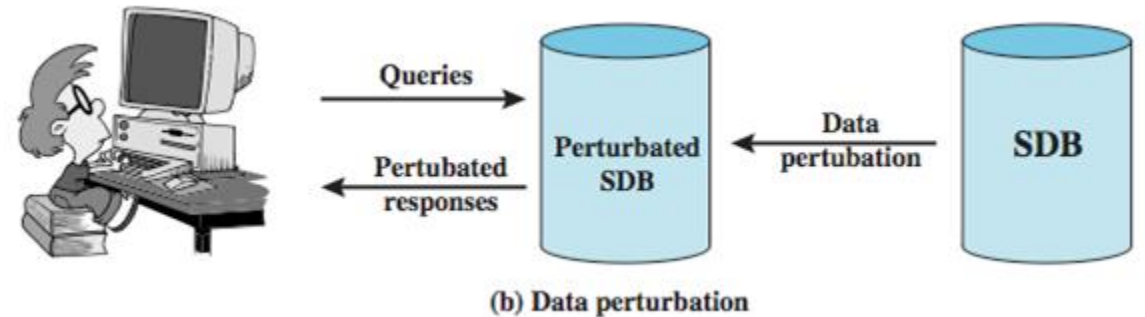 Queries
Pertubated
responses
Perturbated
SDB
Data
pertubation
SDB
(b) Data perturbation